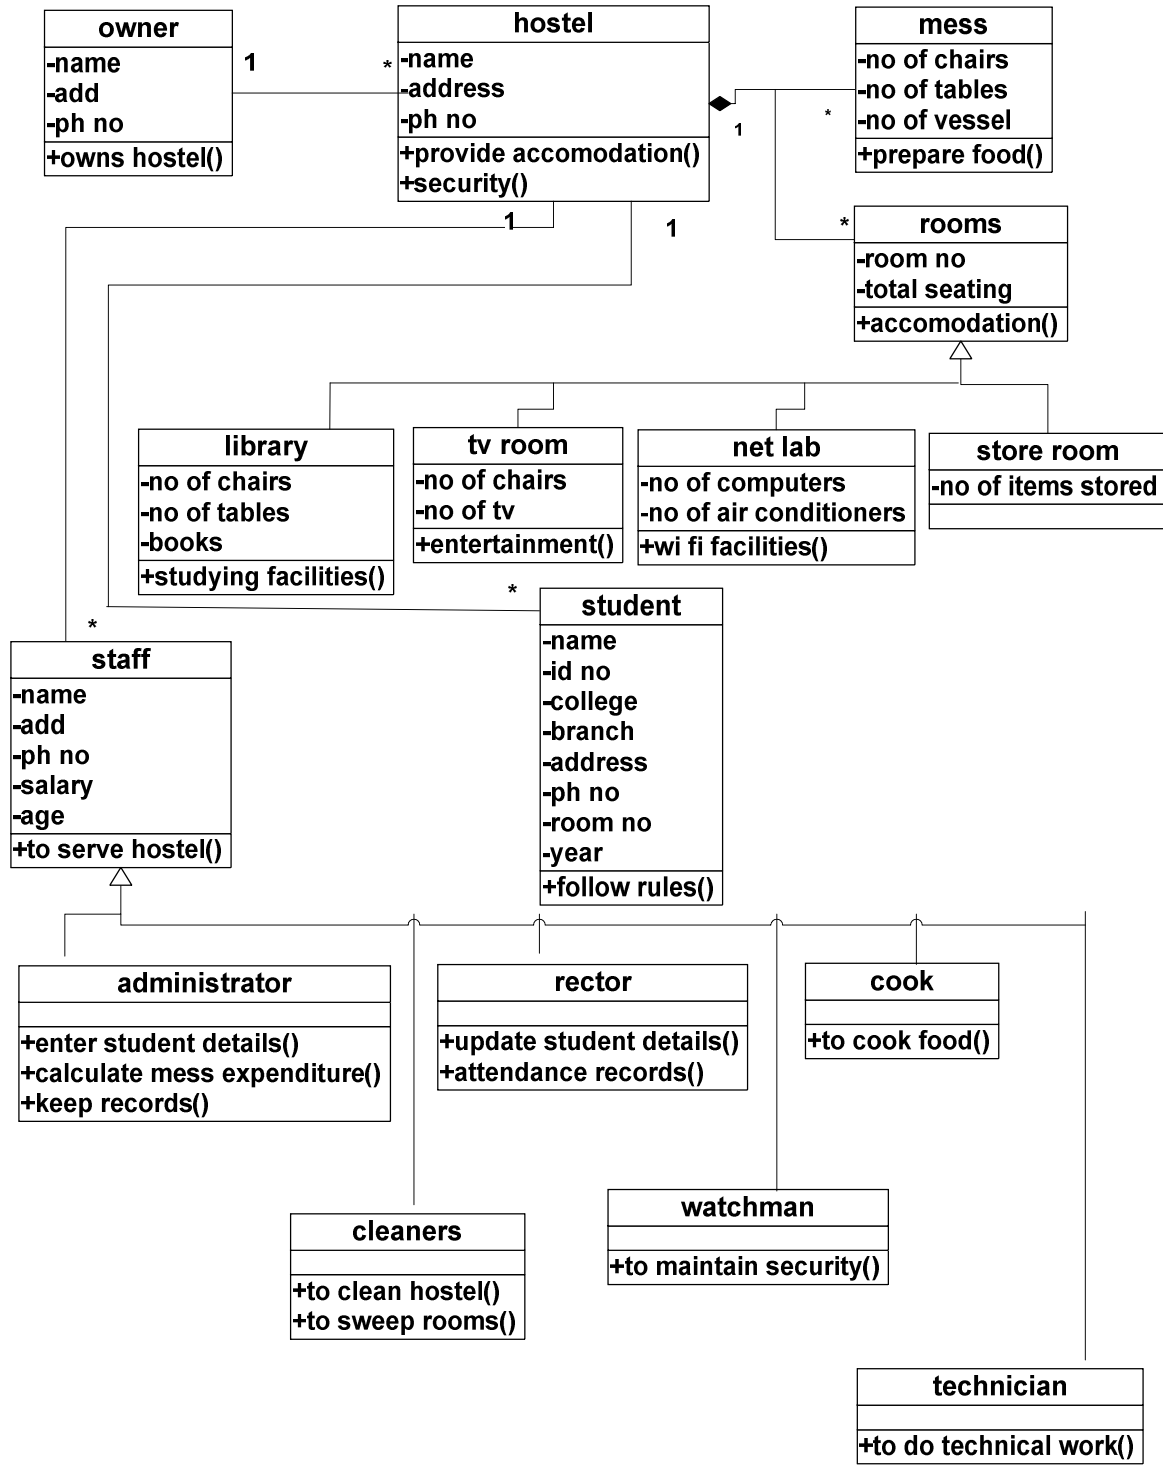 owner
-name
-add
-ph no
+owns hostel()
1
*
hostel
-name
-address
-ph no
+provide accomodation()
+security()
1
*
mess
-no of chairs
-no of tables
-no of vessel
+prepare food()
1
1
*
rooms
-room no
-total seating
+accomodation()
library
-no of chairs
-no of tables
-books
+studying facilities()
tv room
-no of chairs
-no of tv
+entertainment()
net lab
-no of computers
-no of air conditioners
+wi fi facilities()
store room
-no of items stored
*
student
-name
-id no
-college
-branch
-address
-ph no
-room no
-year
+follow rules()
*
staff
-name
-add
-ph no
-salary
-age
+to serve hostel()
administrator
+enter student details()
+calculate mess expenditure()
+keep records()
rector
+update student details()
+attendance records()
cook
+to cook food()
cleaners
+to clean hostel()
+to sweep rooms()
watchman
+to maintain security()
technician
+to do technical work()